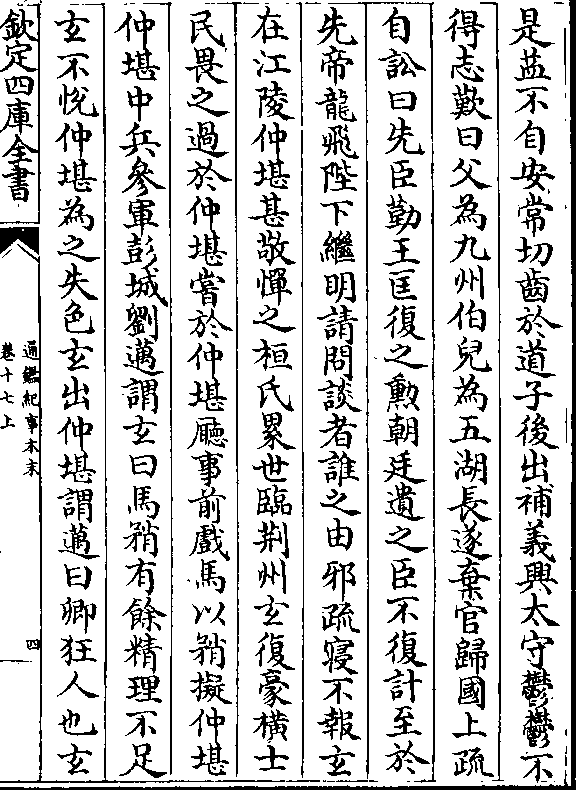 是益不自安常切齒於道子後出補義興太守鬱鬱不
得志歎曰父為九州伯兒為五湖長遂棄官歸國上疏
自訟曰先臣勤王匡復之勲朝廷遺之臣不復計至於
先帝龍飛陛下繼明請問談者誰之由邪疏寢不報玄
在江陵仲堪甚敬憚之桓氏累世臨荆州玄復豪橫士
民畏之過於仲堪嘗於仲堪廳事前戲馬以矟擬仲堪
仲堪中兵參軍彭城劉邁謂玄曰馬矟有餘精理不足
玄不悅仲堪為之失色玄出仲堪謂邁曰卿狂人也玄
欽定四庫全書
通鑑紀事本末
卷十七上
四